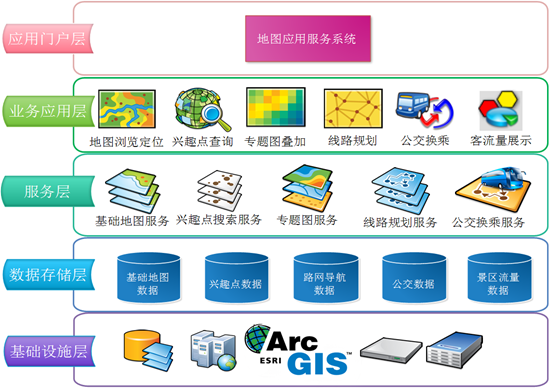 应用门户层
地图应用服务系统
业务应用层
地图浏览定位
兴趣点查询
专题图叠加
线路规划
公交换乘
客流量展示
服务层
基础地图服务
兴趣点搜索服务
专题图服务
线路规划服务
公交换乘服务
数据存储层
基础地图
数据
兴趣点数据
路网导航
数据
公交数据
景区流量
数据
基础设施层
Arc
ESRI GIS™